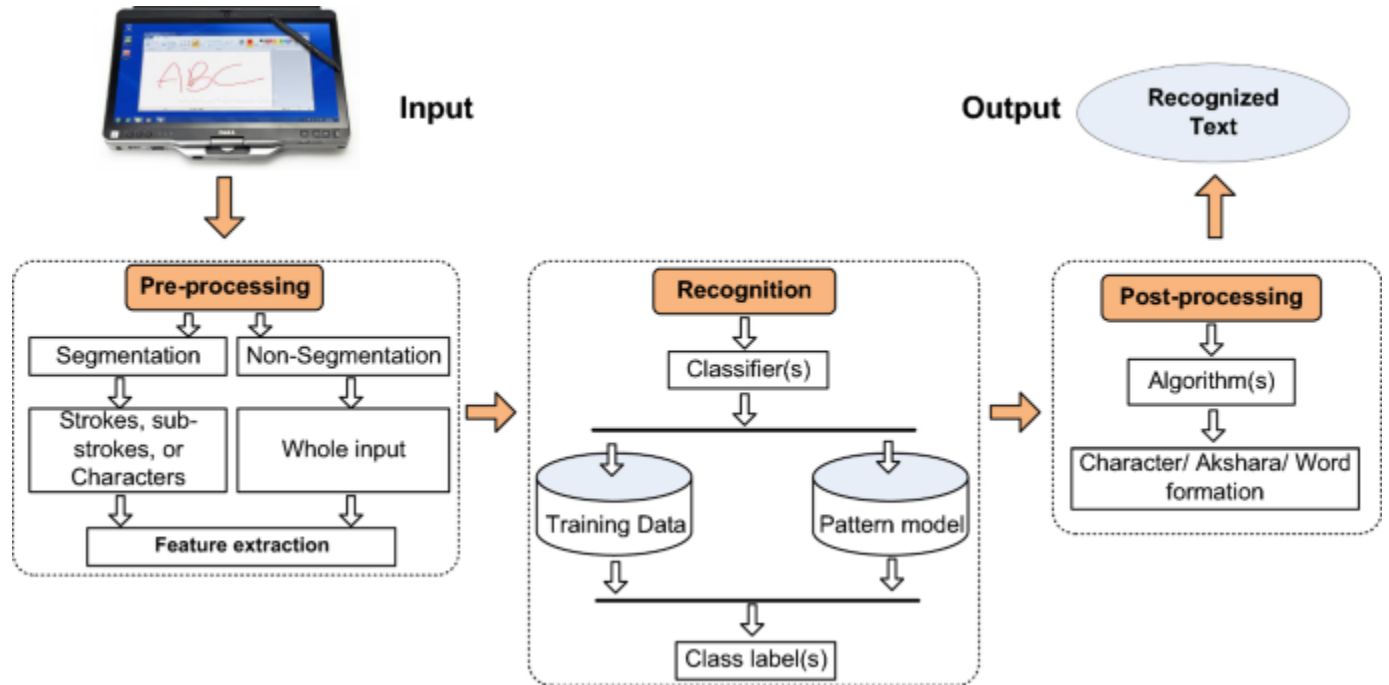 ABC
DELL
Input
Output
Recognized
Text
Pre-processing
Segmentation
Non-Segmentation
Strokes, sub-
strokes, or
Characters
Whole input
Feature extraction
Recognition
Classifier(s)
Training Data
Pattern model
Class label(s)
Post-processing
Algorithm(s)
Character/ Akshara/ Word
formation